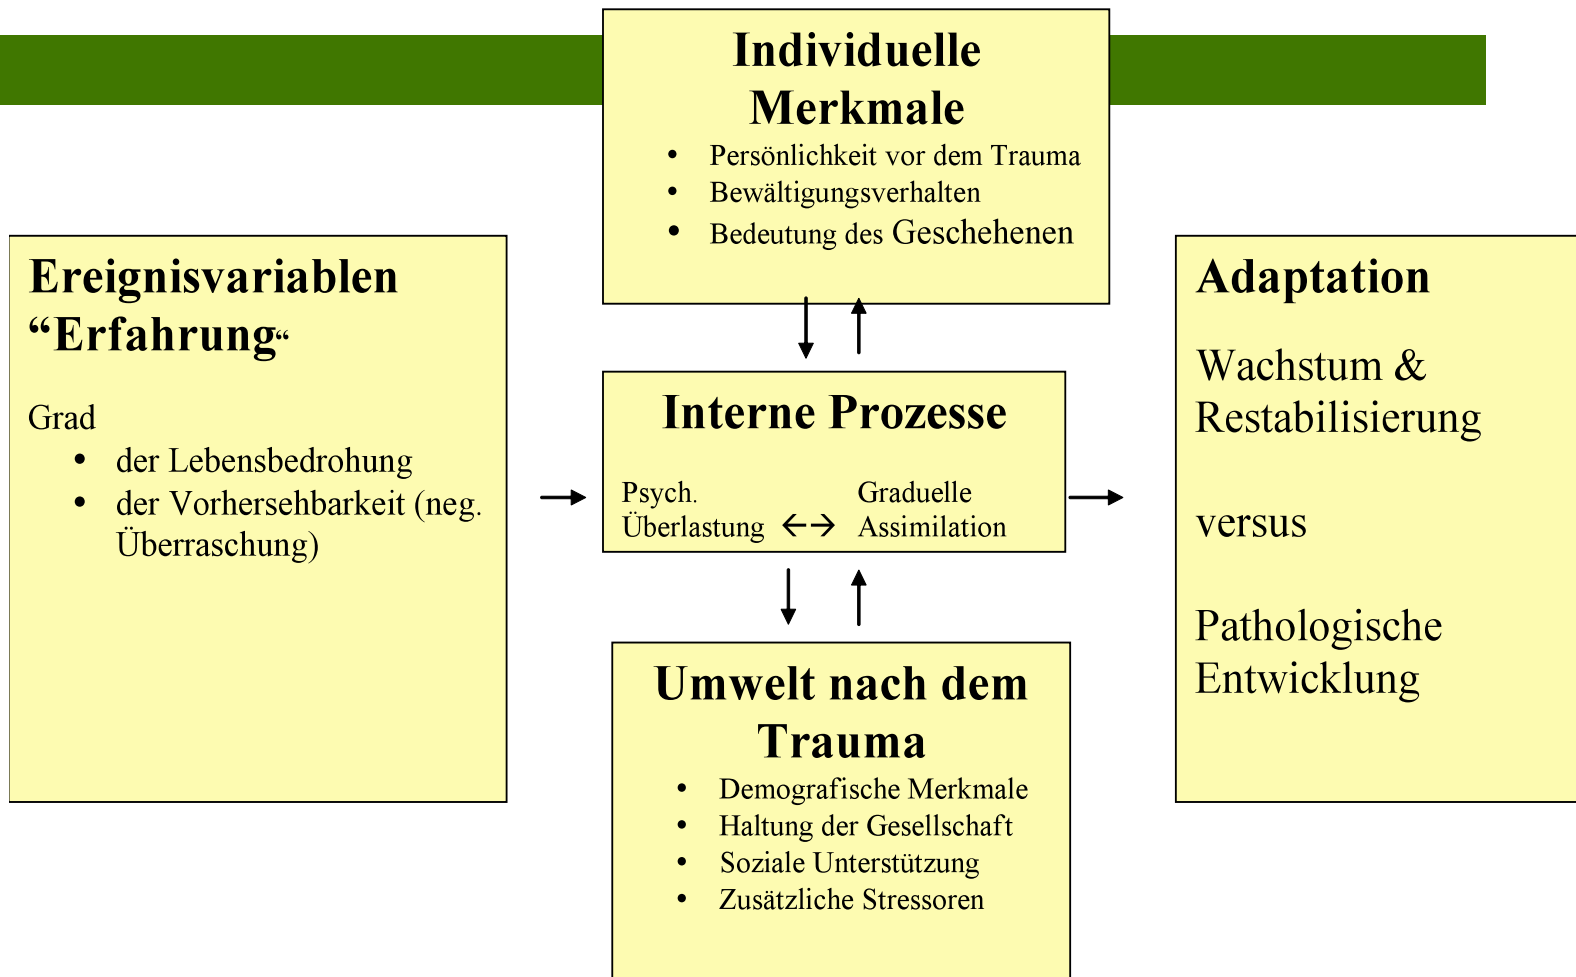 Individuelle
Merkmale
• Persönlichkeit vor dem Trauma
• Bewältigungsverhalten
• Bedeutung des Geschehenen
Ereignisvariablen
“Erfahrung“
Grad
• der Lebensbedrohung
• der Vorhersehbarkeit (neg.
Überraschung)
Interne Prozesse
Psych.
Überlastung ←→
Graduelle
Assimilation
Umwelt nach dem
Trauma
• Demografische Merkmale
• Haltung der Gesellschaft
• Soziale Unterstützung
• Zusätzliche Stressoren
Adaptation
Wachstum &
Restabilisierung
versus
Pathologische
Entwicklung